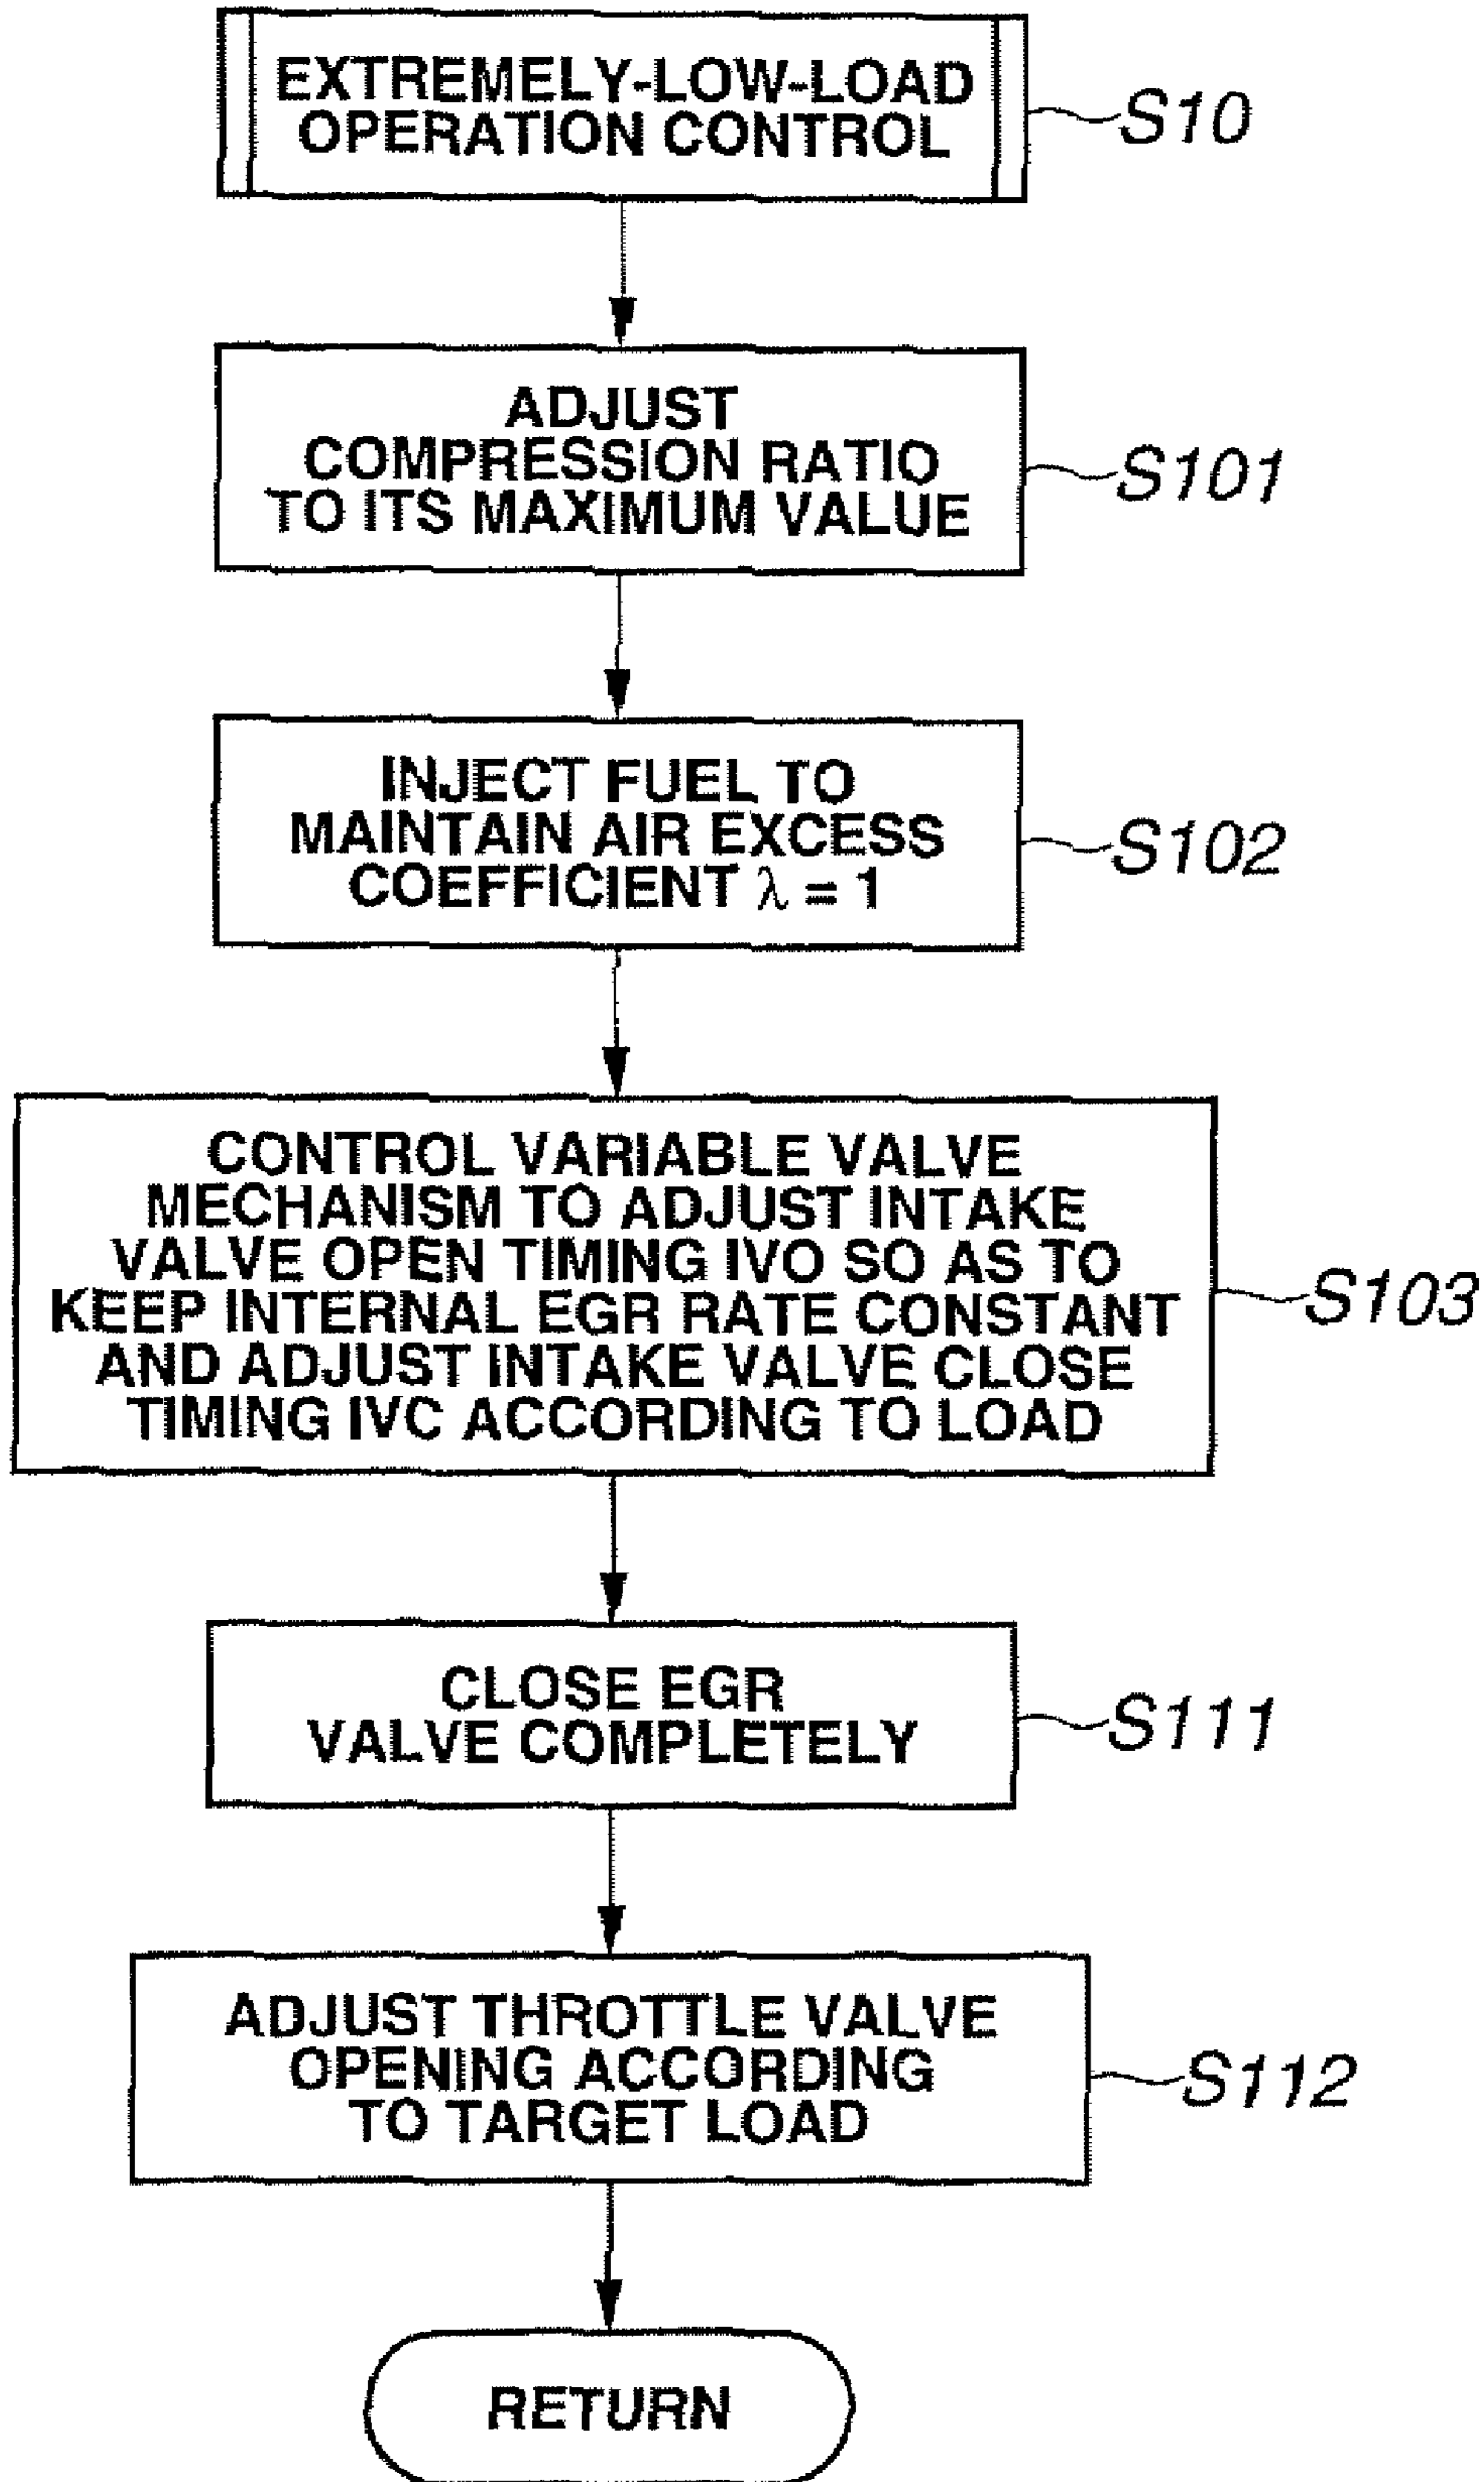 EXTREMELY-LOW-LOAD
OPERATION CONTROL
S10
ADJUST
COMPRESSION RATIO
TO ITS MAXIMUM VALUE
S101
INJECT FUEL TO
MAINTAIN AIR EXCESS
COEFFICIENT λ = 1
S102
CONTROL VARIABLE VALVE
MECHANISM TO ADJUST INTAKE
VALVE OPEN TIMING IVO SO AS TO
KEEP INTERNAL EGR RATE CONSTANT
AND ADJUST INTAKE VALVE CLOSE
TIMING IVC ACCORDING TO LOAD
S103
CLOSE EGR
VALVE COMPLETELY
S111
ADJUST THROTTLE VALVE
OPENING ACCORDING
TO TARGET LOAD
S112
RETURN